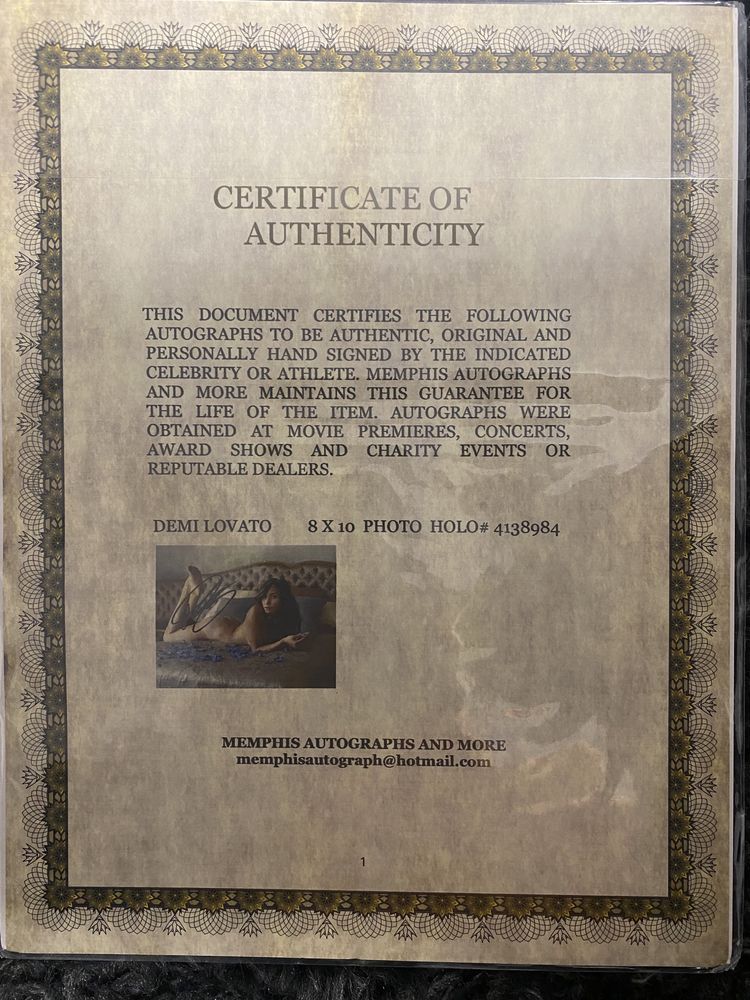 CERTIFICATE OF
AUTHENTICITY
THIS DOCUMENT CERTIFIES THE FOLLOWING
AUTOGRAPHS TO BE AUTHENTIC, ORIGINAL AND
PERSONALLY HAND SIGNED BY THE INDICATED
CELEBRITY OR ATHLETE. MEMPHIS AUTOGRAPHS
AND MORE MAINTAINS THIS GUARANTEE FOR
THE LIFE OF THE ITEM. AUTOGRAPHS WERE
OBTAINED AT MOVIE PREMIERES, CONCERTS,
AWARD SHOWS AND CHARITY EVENTS OR
REPUTABLE DEALERS.
DEMI LOVATO 8 X 10 PHOTO HOLO# 4138984
MEMPHIS AUTOGRAPHS AND MORE
memphisautograph@hotmail.com
1